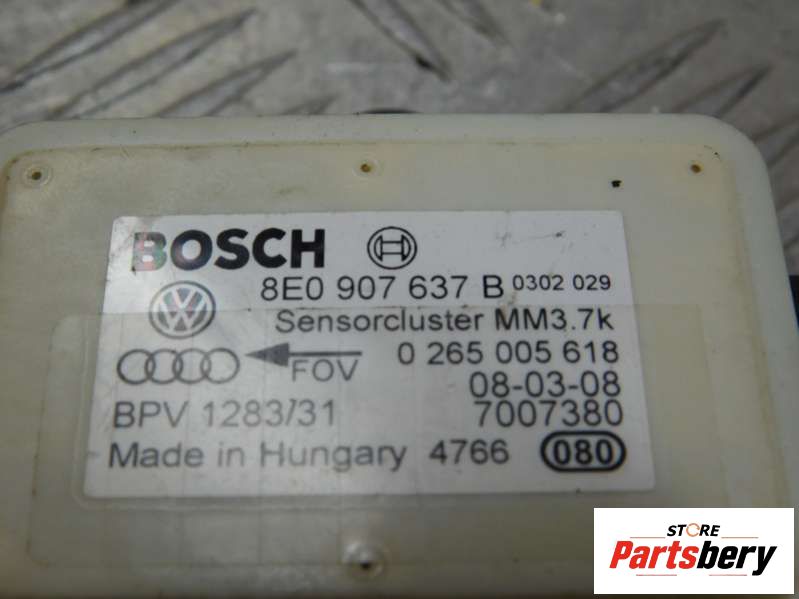 BOSCH
8E0 907 637 B 0302 029
Sensorcluster MM3.7k
FOV 0 265 005 618
08-03-08
BPV 1283/31 7007380
Made in Hungary 4766 080
STORE
Partsbery